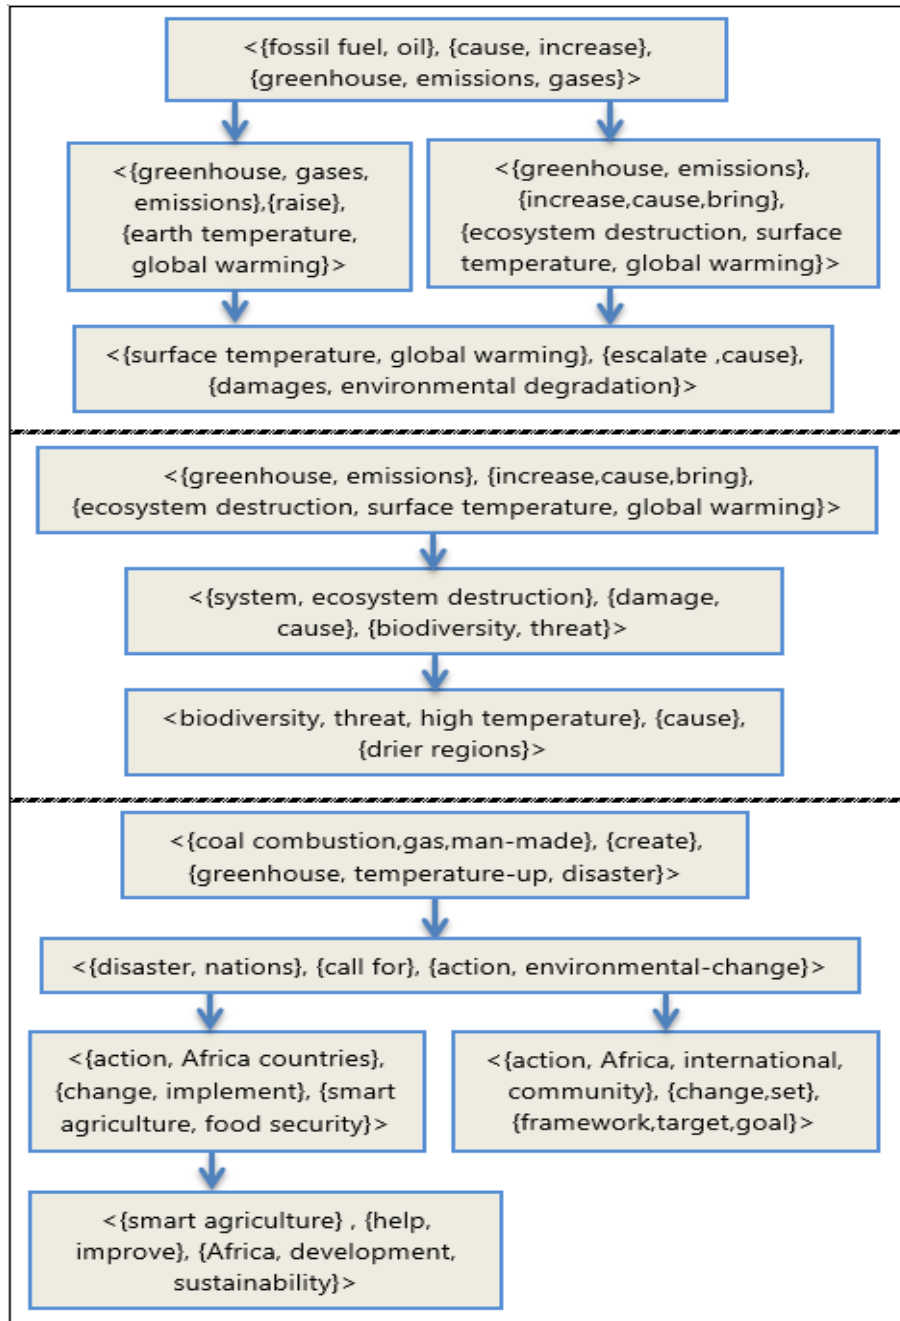 <{fossil fuel, oil}, {cause, increase},
{greenhouse, emissions, gases}>
<{greenhouse, gases,
emissions},{raise},
{earth temperature,
global warming}>
<{greenhouse, emissions},
{increase,cause,bring},
{ecosystem destruction, surface
temperature, global warming}>
<{surface temperature, global warming}, {escalate ,cause},
{damages, environmental degradation}>
<{greenhouse, emissions}, {increase,cause,bring},
{ecosystem destruction, surface temperature, global warming}>
<{system, ecosystem destruction}, {damage,
cause}, {biodiversity, threat}>
<biodiversity, threat, high temperature}, {cause},
{drier regions}>
<{coal combustion,gas,man-made}, {create},
{greenhouse, temperature-up, disaster}>
<{disaster, nations}, {call for}, {action, environmental-change}>
<{action, Africa countries},
{change, implement}, {smart
agriculture, food security}>
<{action, Africa, international,
community}, {change,set},
{framework,target,goal}>
<{smart agriculture} , {help,
improve}, {Africa, development,
sustainability}>